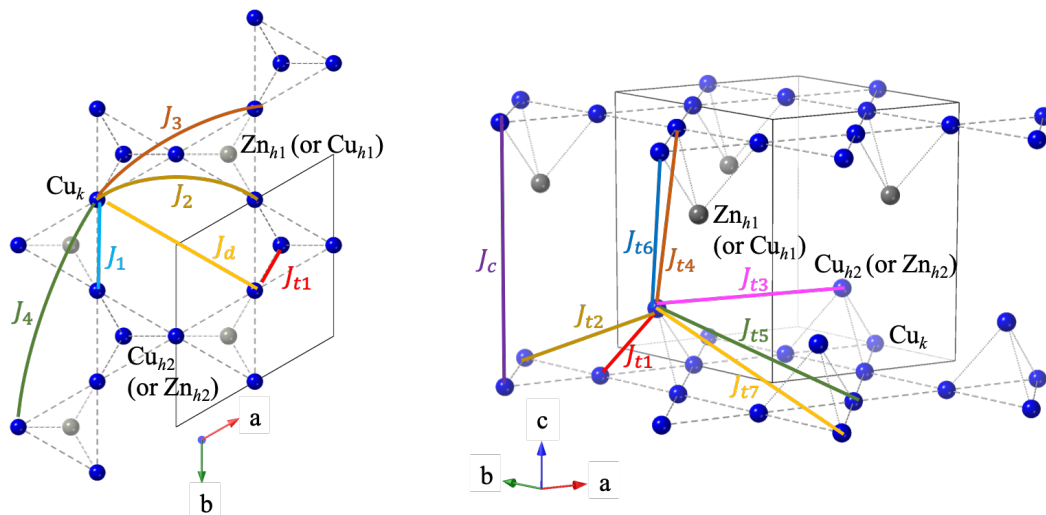 J₃
Zn_h1 (or Cu_h1)
Cu_k
J₂
J₁
J_d
J_t1
J₄
Cu_h2
(or Zn_h2)
a
b
J_c
J_t6
J_t4
Zn_h1
(or Cu_h1)
Cu_h2 (or Zn_h2)
J_t3
J_t2
J_t5
Cu_k
J_t1
J_t7
c
b
a